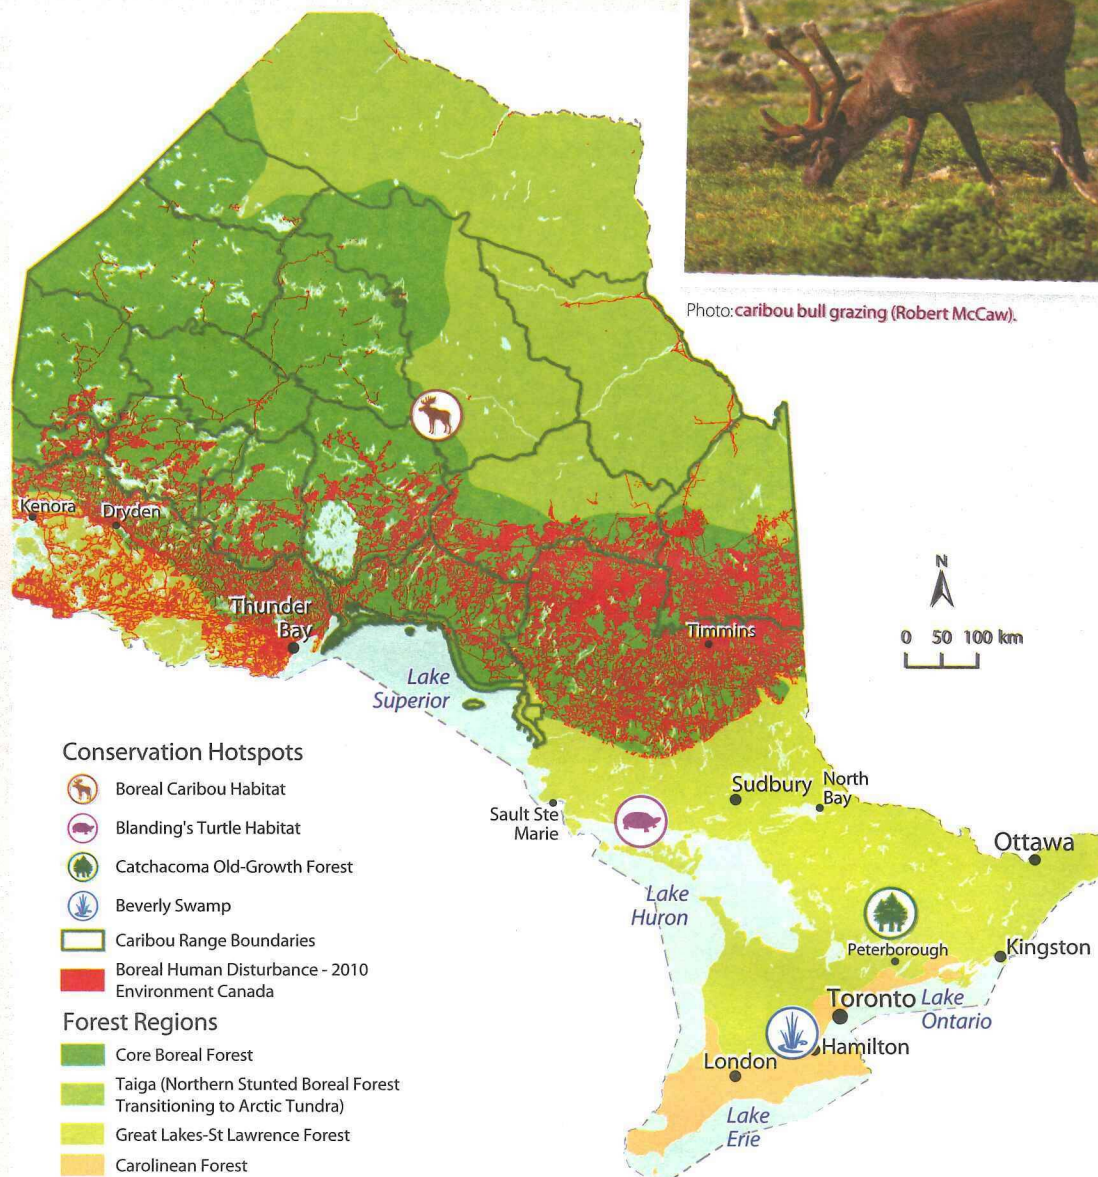 Photo: caribou bull grazing (Robert McCaw).
Kenora
Dryden
Thunder
Bay
Timmins
N
0 50 100 km
Lake
Superior
Conservation Hotspots
Boreal Caribou Habitat
Blanding's Turtle Habitat
Catchacoma Old-Growth Forest
Beverly Swamp
Caribou Range Boundaries
Boreal Human Disturbance - 2010
Environment Canada
Forest Regions
Core Boreal Forest
Taiga (Northern Stunted Boreal Forest
Transitioning to Arctic Tundra)
Great Lakes-St Lawrence Forest
Carolinean Forest
Sudbury
North
Bay
Sault Ste
Marie
Ottawa
Lake
Huron
Peterborough
Kingston
Toronto
Lake
Ontario
Hamilton
London
Lake
Erie